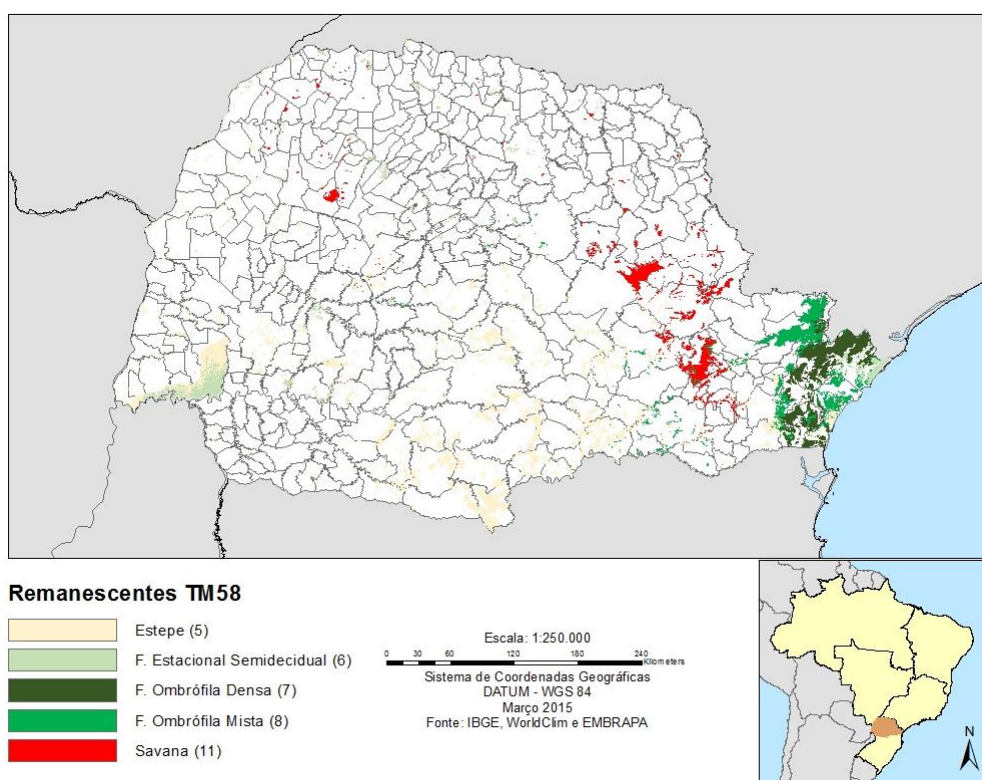 Remanescentes TM58
Estepe (5)
F. Estacional Semidecidual (6)
F. Ombrófila Densa (7)
F. Ombrófila Mista (8)
Savana (11)
Escala: 1:250.000
0 30 60 120 180 240
Kilometers
Sistema de Coordenadas Geográficas
DATUM - WGS 84
Março 2015
Fonte: IBGE, WorldClim e EMBRAPA
N